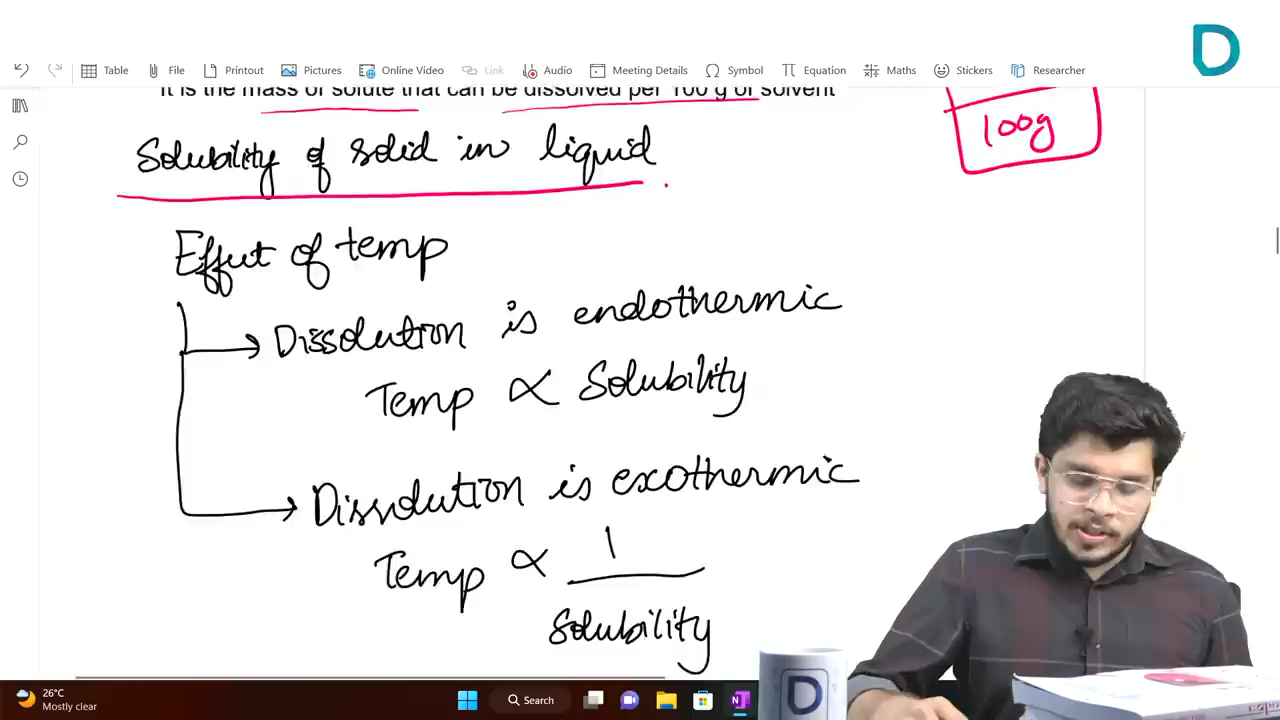 D
Table File Printout Pictures Online Video Link Audio Meeting Details Symbol Equation Maths Stickers Researcher
It is the mass of solute that can be dissolved per 100 g of solvent
100g
Solubility of solid in liquid
Effect of temp
Dissolution is endothermic
Temp ∝ Solubility
Dissolution is exothermic
Temp ∝ 1
Solubility
D
26°C
Mostly clear
Search